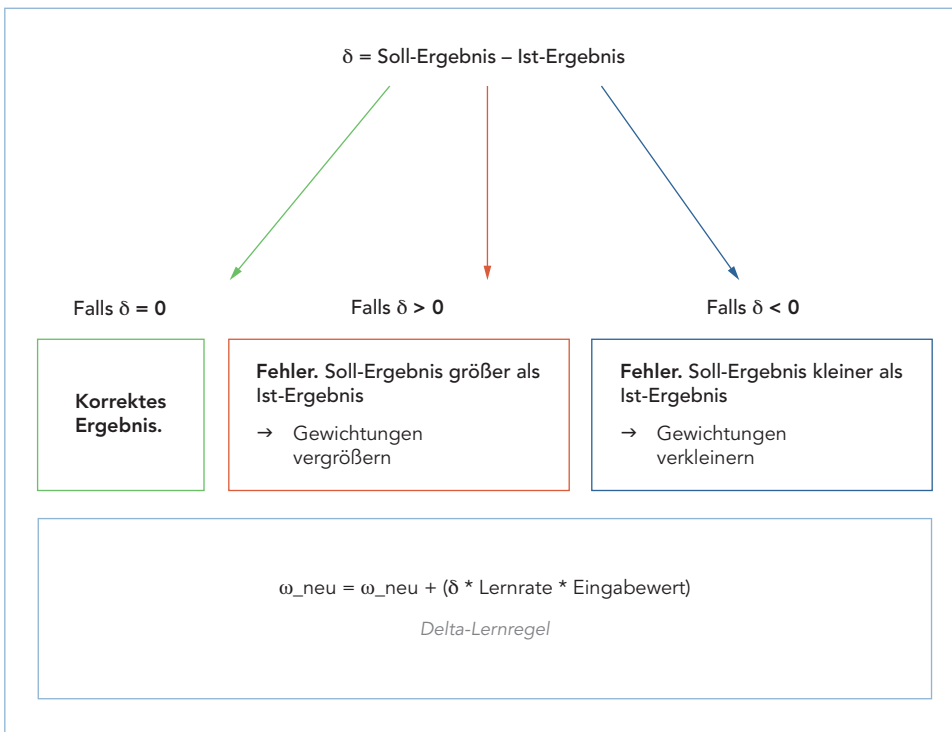 δ = Soll-Ergebnis – Ist-Ergebnis
Falls δ = 0
Falls δ > 0
Falls δ < 0
Korrektes
Ergebnis.
Fehler. Soll-Ergebnis größer als
Ist-Ergebnis
→ Gewichtungen
vergrößern
Fehler. Soll-Ergebnis kleiner als
Ist-Ergebnis
→ Gewichtungen
verkleinern
ω_neu = ω_neu + (δ * Lernrate * Eingabewert)
Delta-Lernregel